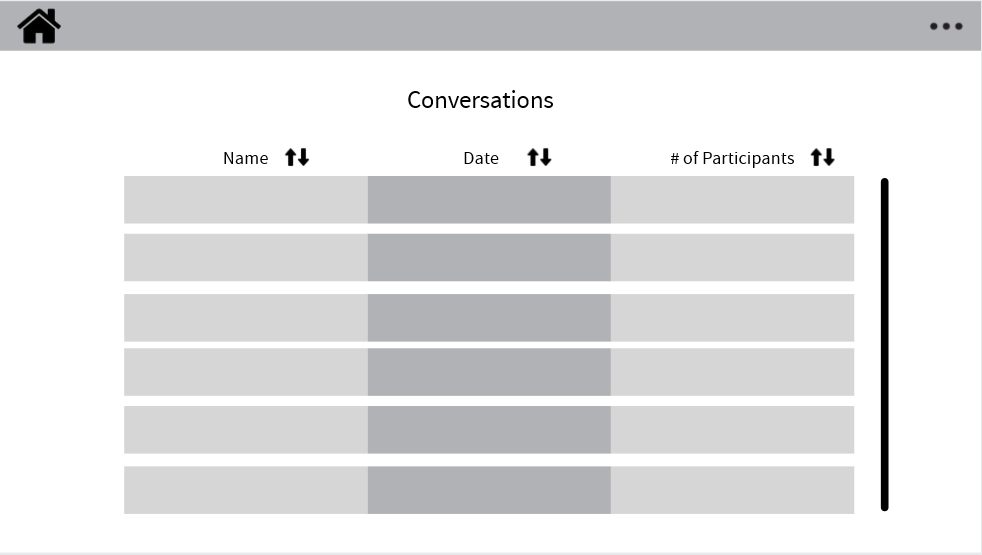 Conversations
Name
Date
# of Participants